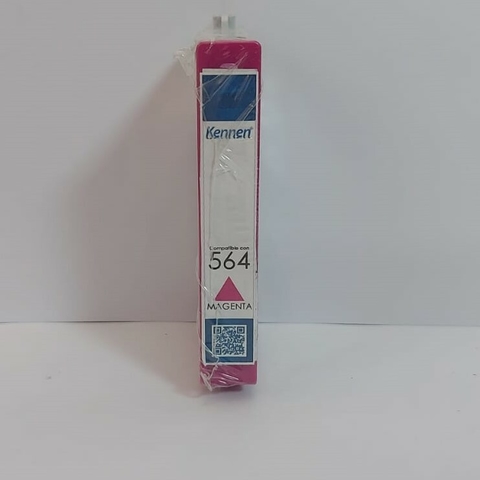 Kennen
Compatible con
564
MAGENTA